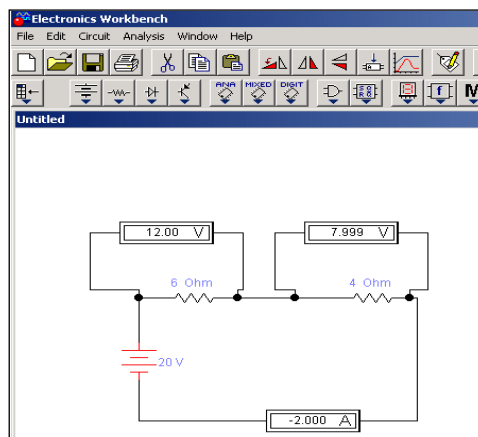 Electronics Workbench
File Edit Circuit Analysis Window Help
ANA MIXED DIGIT
Untitled
12.00 V 7.999 V
6 Ohm 4 Ohm
20 V
-2.000 A